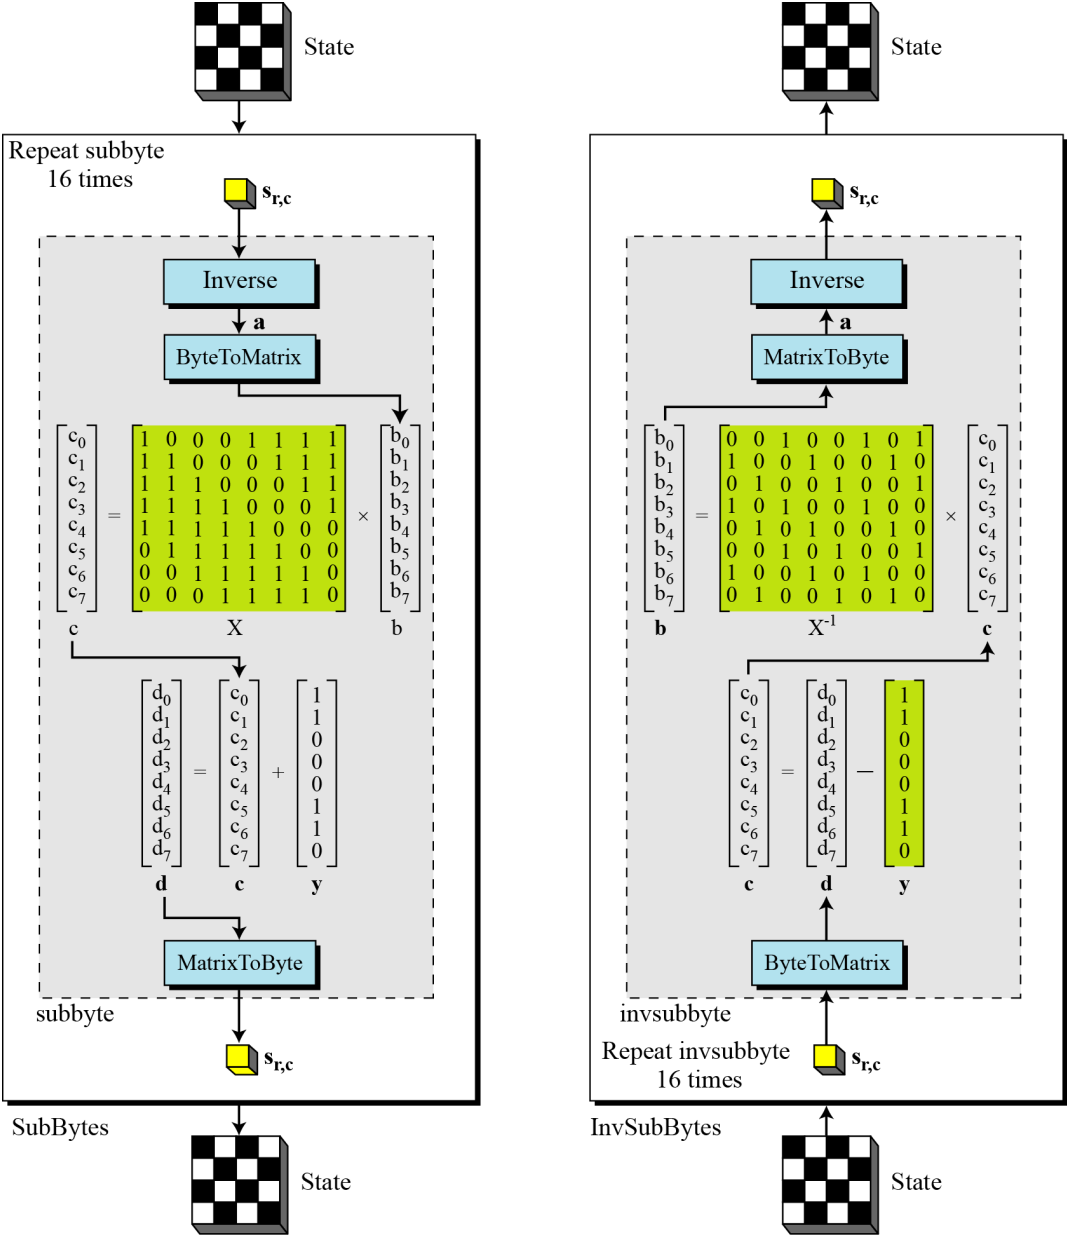 State
Repeat subbyte
16 times
s_r,c
Inverse
a
ByteToMatrix
c0 1 0 0 0 1 1 1 1 b0
c1 1 1 0 0 0 1 1 1 b1
c2 1 1 1 0 0 0 1 1 b2
c3 1 1 1 1 0 0 0 1 b3
= ×
c4 1 1 1 1 1 0 0 0 b4
c5 0 1 1 1 1 1 0 0 b5
c6 0 0 1 1 1 1 1 0 b6
c7 0 0 0 1 1 1 1 0 b7
c X b
d0 c0 1
d1 c1 1
d2 c2 0
d3 c3 0
= +
d4 c4 0
d5 c5 1
d6 c6 1
d7 c7 0
d c y
MatrixToByte
subbyte
s_r,c
SubBytes
State
State
s_r,c
Inverse
a
MatrixToByte
b0 0 0 1 0 0 1 0 1 c0
b1 1 0 0 1 0 0 1 0 c1
b2 0 1 0 0 1 0 0 1 c2
b3 1 0 1 0 0 1 0 0 c3
= ×
b4 0 1 0 1 0 0 1 0 c4
b5 0 0 1 0 1 0 0 1 c5
b6 1 0 0 1 0 1 0 0 c6
b7 0 1 0 0 1 0 1 0 c7
b X-1 c
c0 d0 1
c1 d1 1
c2 d2 0
c3 d3 0
= −
c4 d4 0
c5 d5 1
c6 d6 1
c7 d7 0
c d y
ByteToMatrix
invsubbyte
Repeat invsubbyte
16 times
s_r,c
InvSubBytes
State